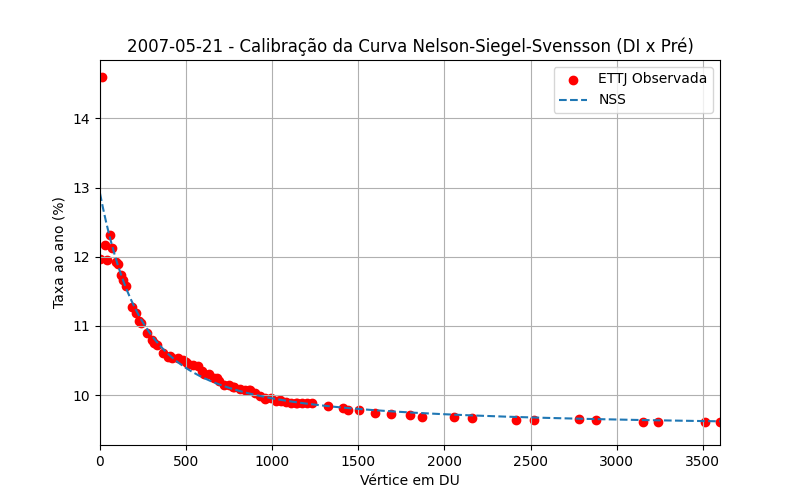 2007-05-21 - Calibração da Curva Nelson-Siegel-Svensson (DI x Pré)
ETTJ Observada
NSS
Taxa ao ano (%)
14
13
12
11
10
0 500 1000 1500 2000 2500 3000 3500
Vértice em DU